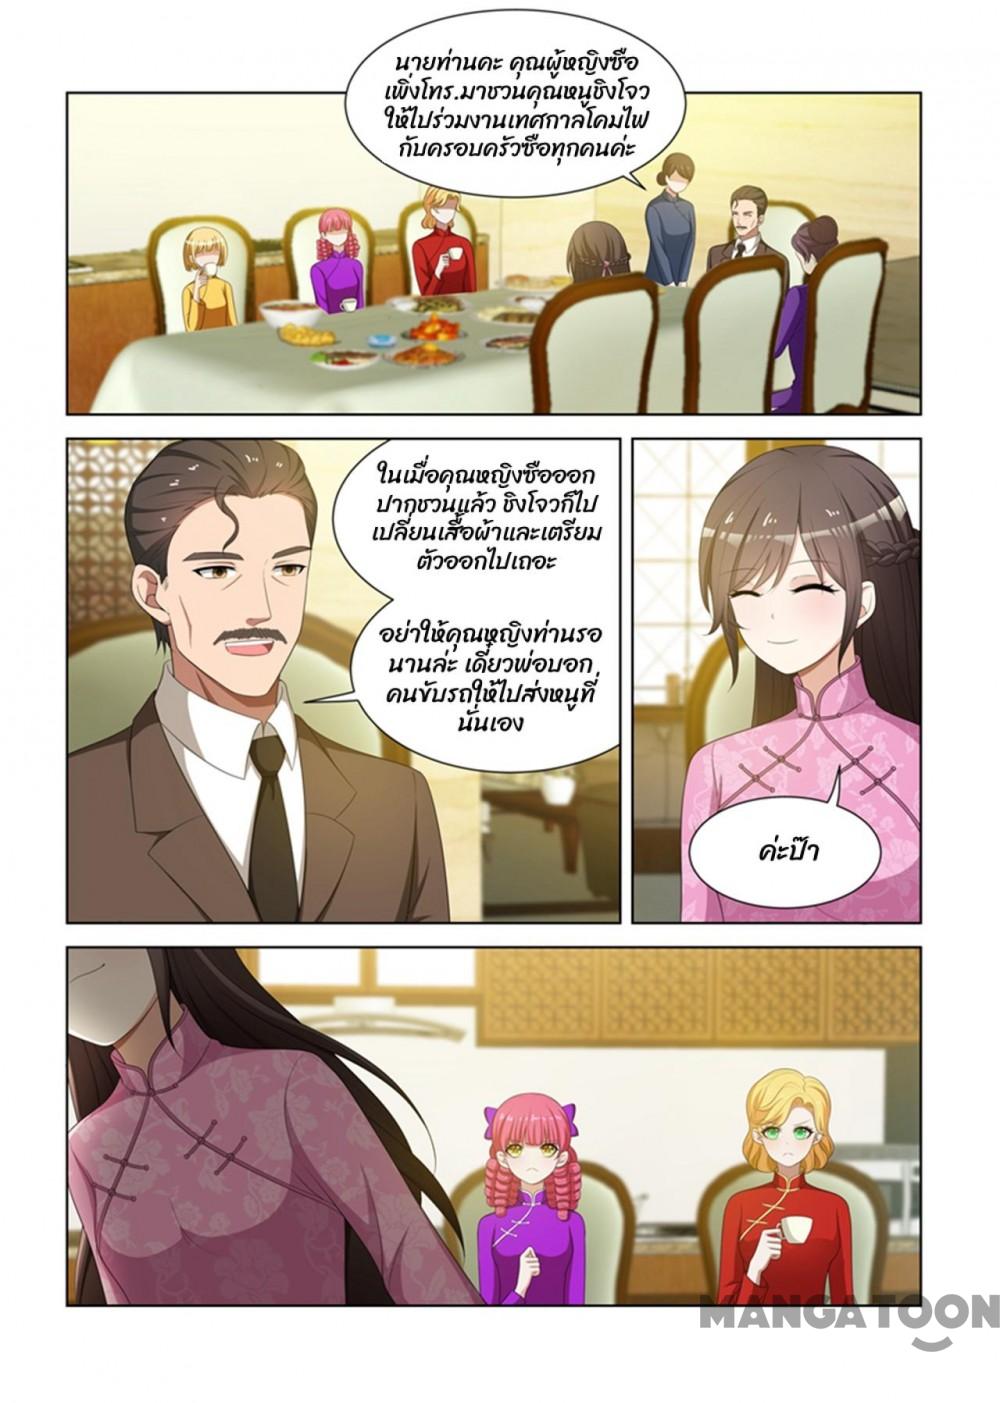 นายท่านคะ คุณผู้หญิงซือ
เพิ่งโทร.มาชวนคุณหนูชิงโจว
ให้ไปร่วมงานเทศกาลโคมไฟ
กับครอบครัวซือทุกคนค่ะ
ในเมื่อคุณหญิงซือออก
ปากชวนแล้ว ชิงโจวก็ไป
เปลี่ยนเสื้อผ้าและเตรียม
ตัวออกไปเถอะ
อย่าให้คุณหญิงท่านรอ
นานล่ะ เดี๋ยวพ่อบอก
คนขับรถให้ไปส่งหนูที่
นั่นเอง
ค่ะป๊า
MANGATOON